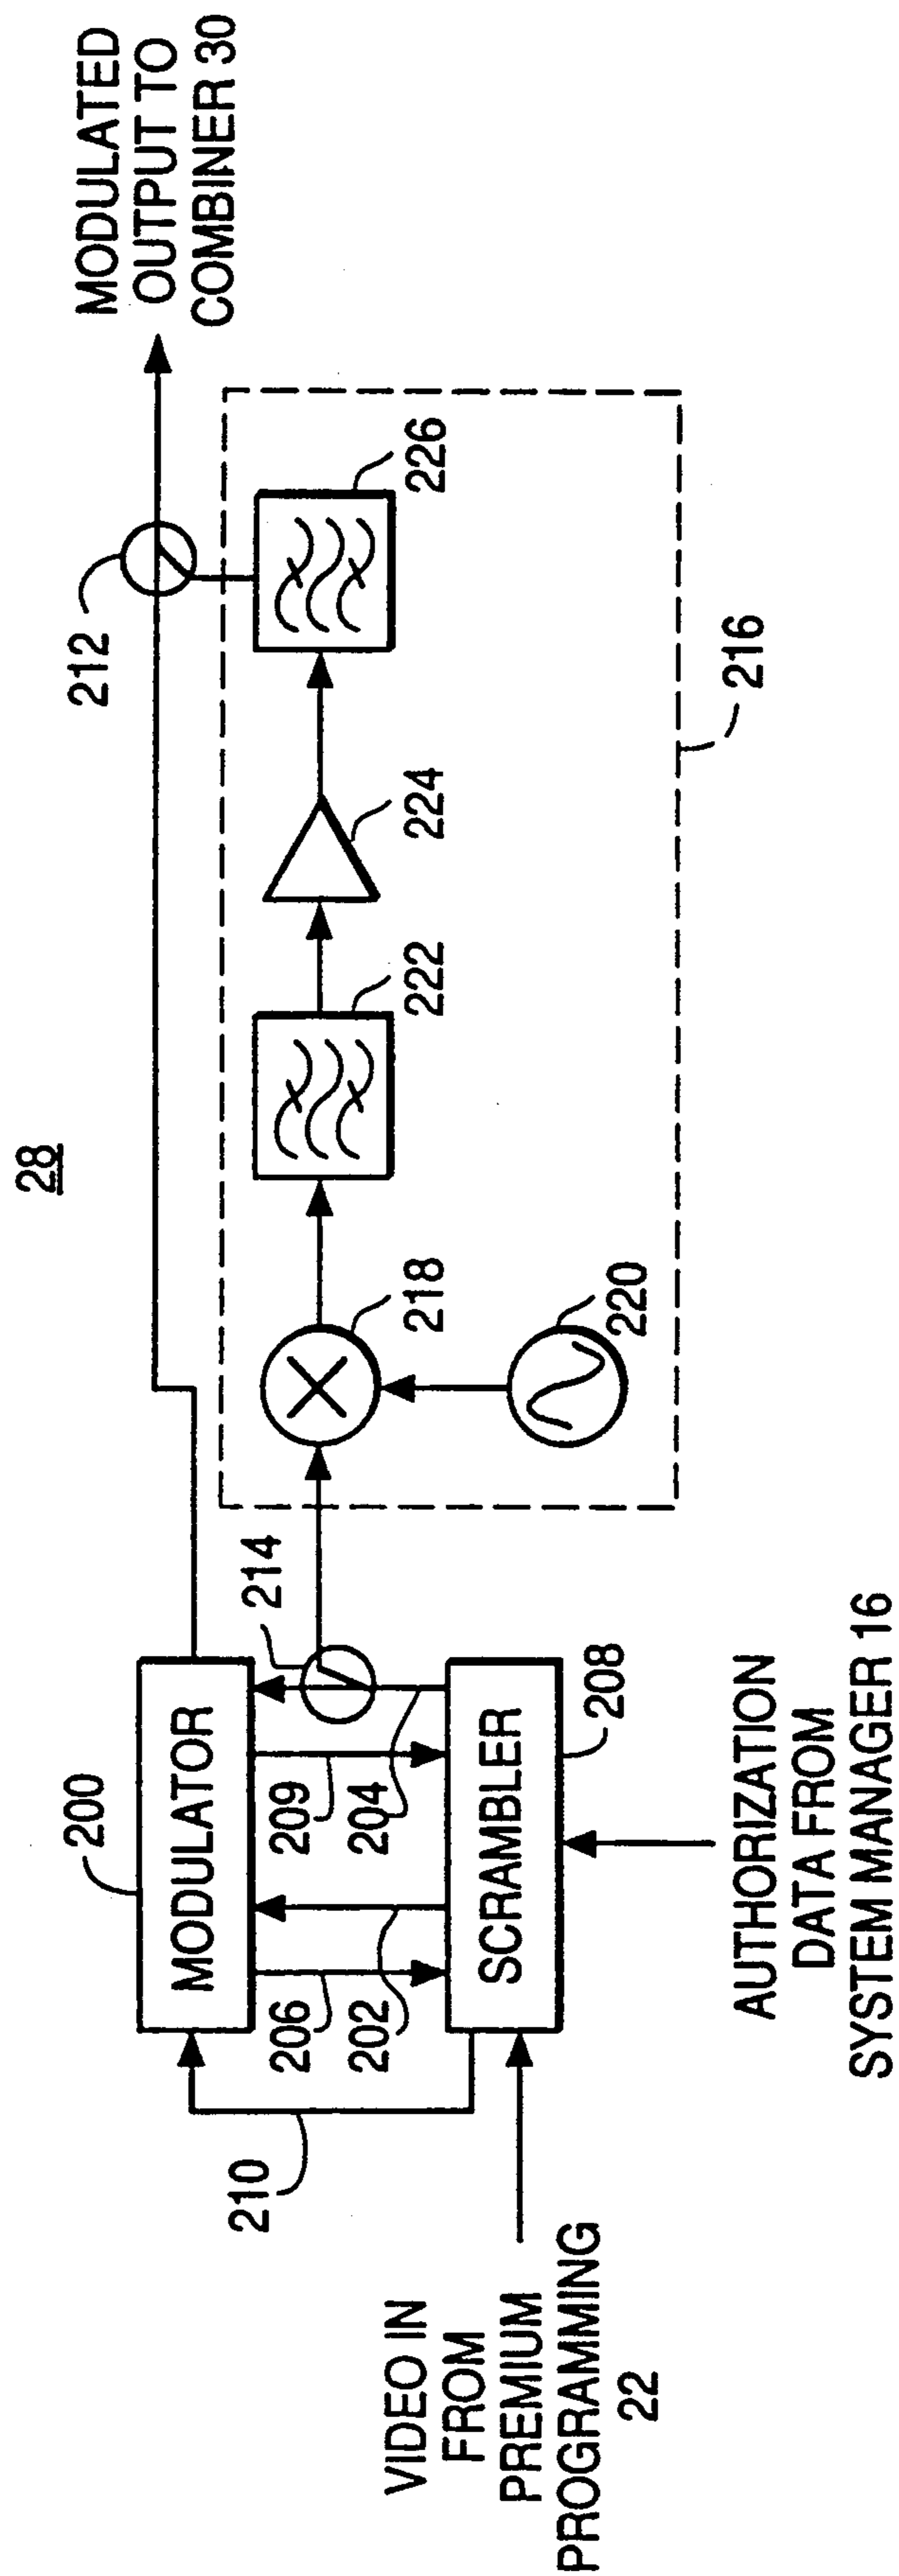 28
MODULATED
OUTPUT TO
COMBINER 30
212
200
MODULATOR
210
206
202
209
204
214
SCRAMBLER
208
218
220
222
224
226
216
VIDEO IN
FROM
PREMIUM
PROGRAMMING
22
AUTHORIZATION
DATA FROM
SYSTEM MANAGER 16